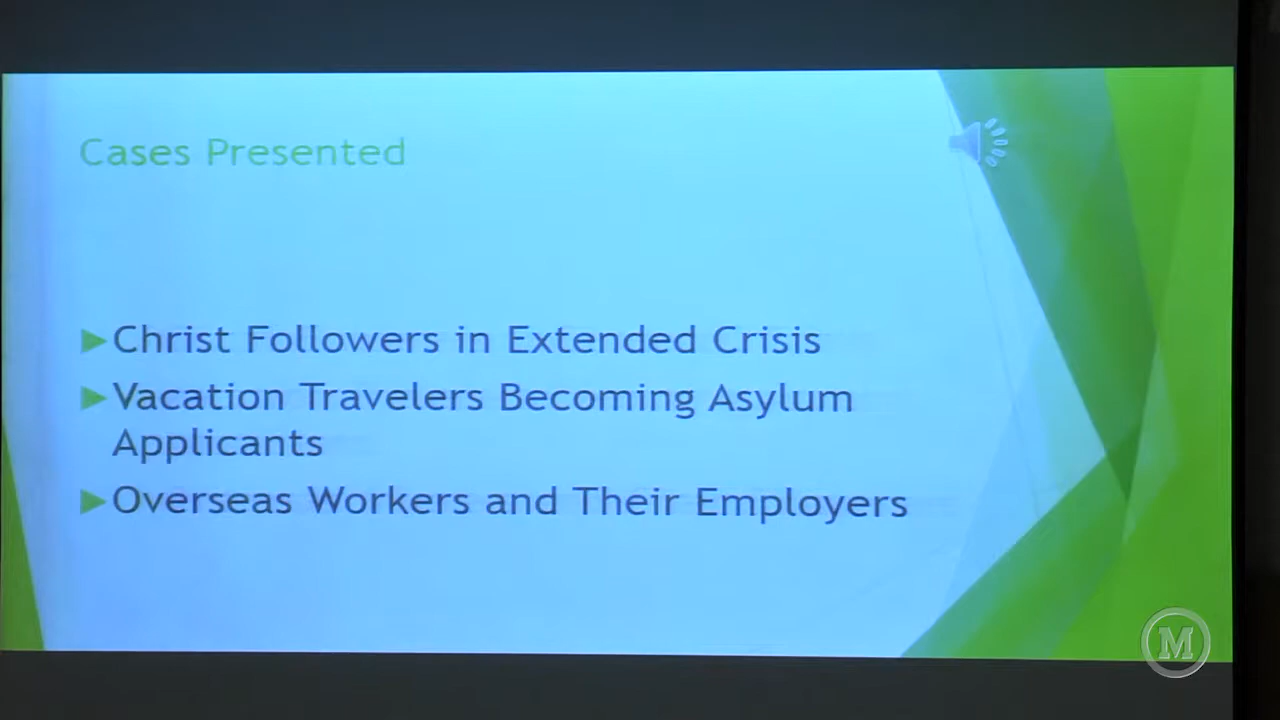 Cases Presented
▶Christ Followers in Extended Crisis
▶Vacation Travelers Becoming Asylum
Applicants
▶Overseas Workers and Their Employers
M